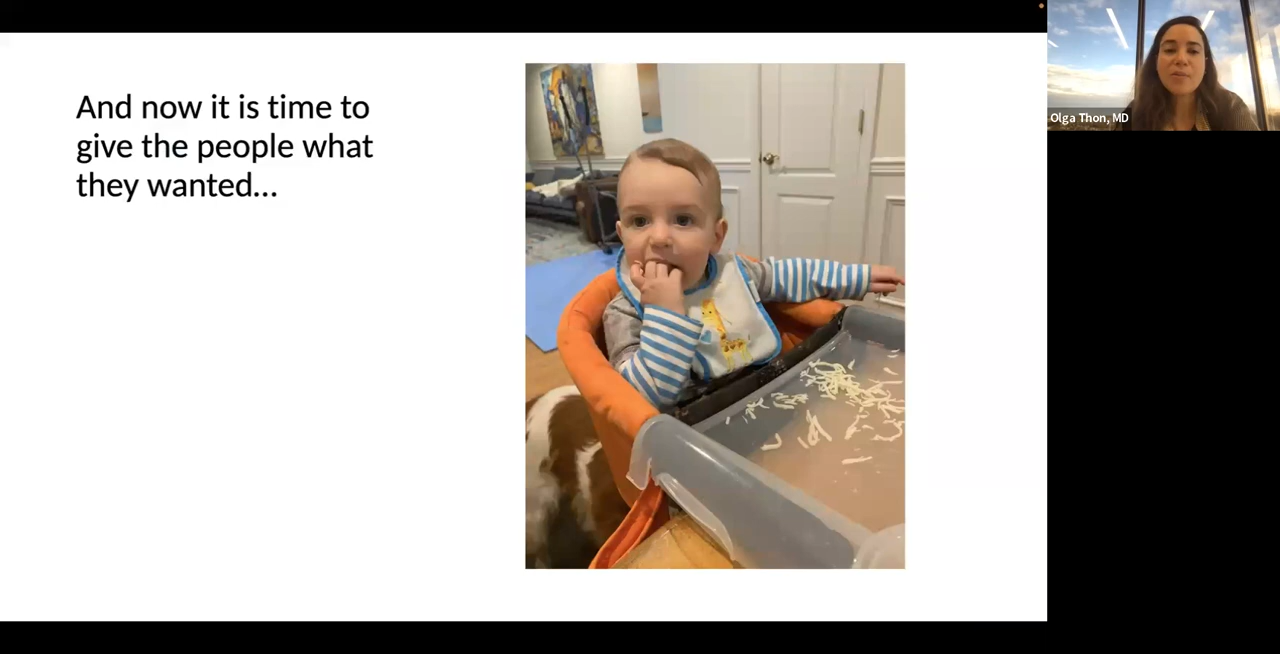 And now it is time to
give the people what
they wanted...
Olga Thon, MD